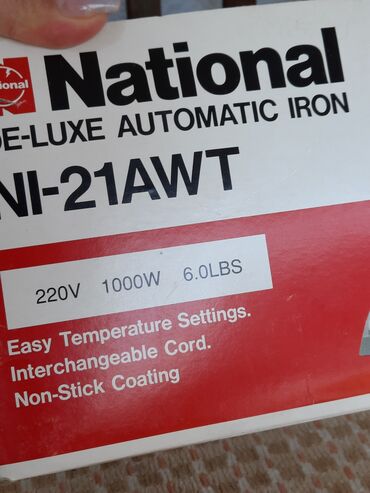 National
DE-LUXE AUTOMATIC IRON
NI-21AWT
220V 1000W 6.0LBS
Easy Temperature Settings.
Interchangeable Cord.
Non-Stick Coating